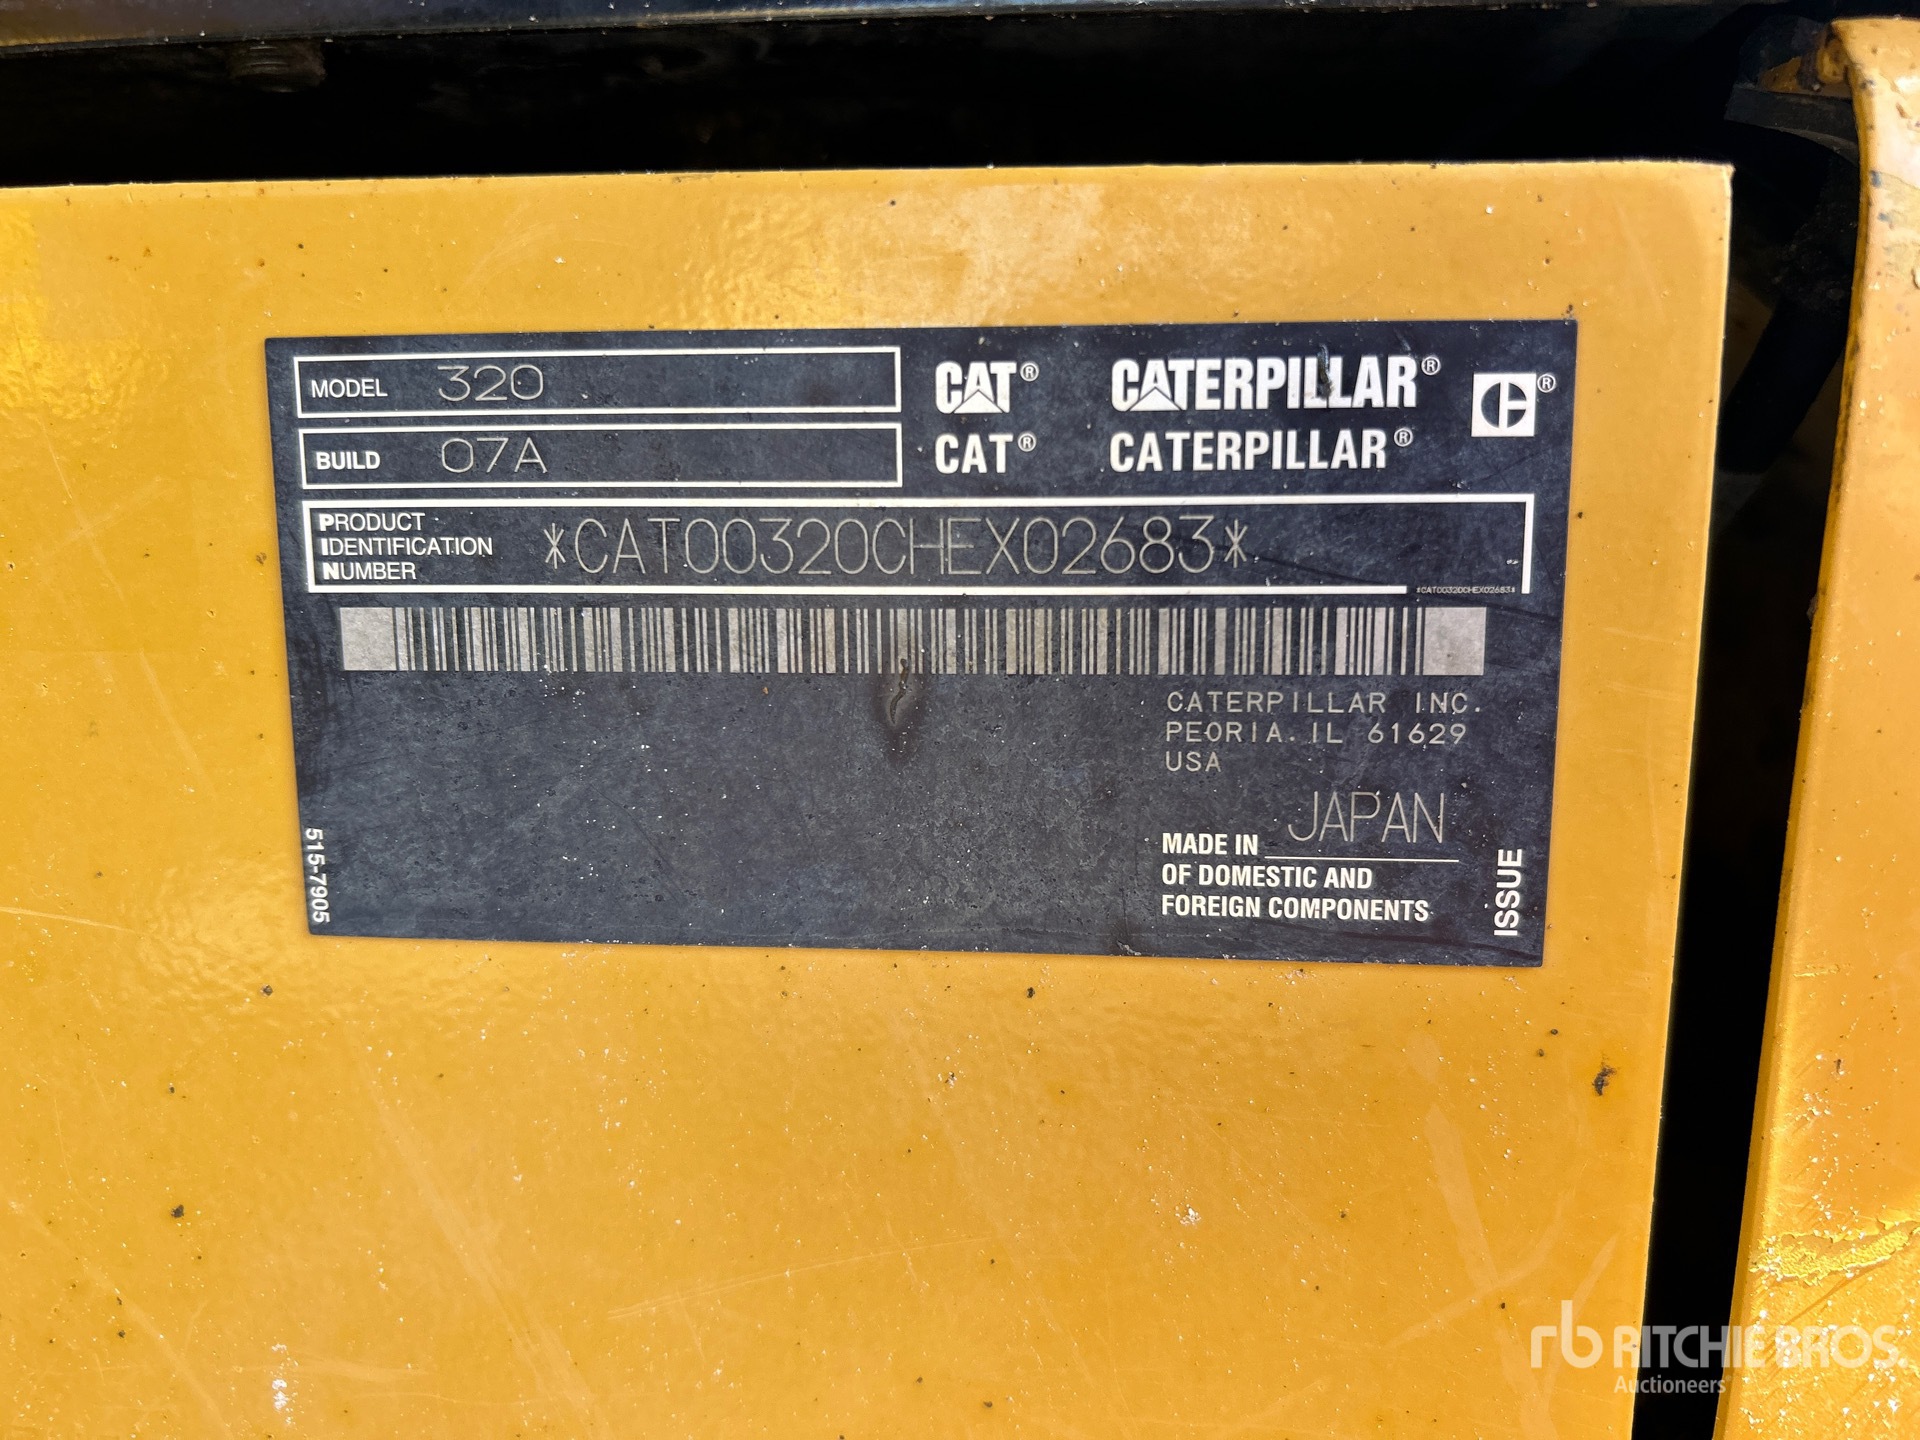 MODEL 320
BUILD 07A
CAT® CATERPILLAR® ®
CAT® CATERPILLAR®
PRODUCT
IDENTIFICATION
NUMBER
*CAT00320CHEX02683*
*CAT00320CHEX02683*
CATERPILLAR INC.
PEORIA. IL 61629
USA
MADE IN JAPAN
OF DOMESTIC AND
FOREIGN COMPONENTS
515-7905
ISSUE
rb RITCHIE BROS.
Auctioneers